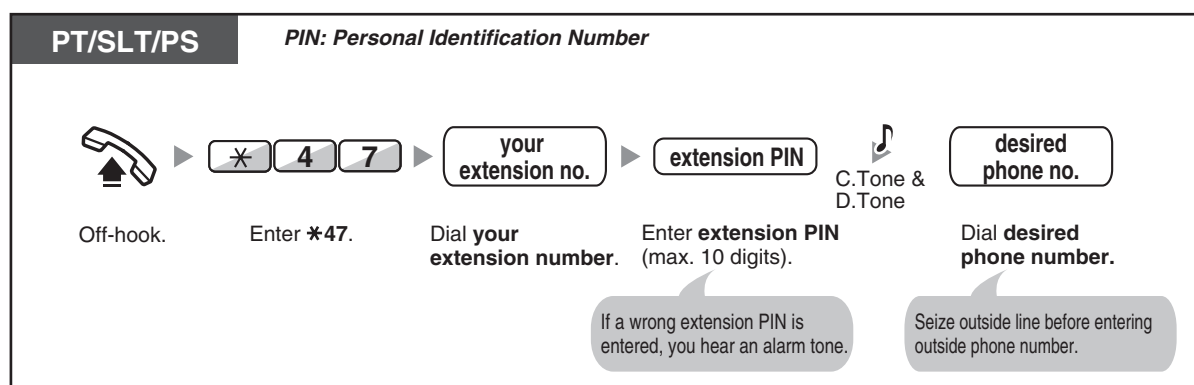 PT/SLT/PS
PIN: Personal Identification Number
* 4 7
your
extension no.
extension PIN
C.Tone &
D.Tone
desired
phone no.
Off-hook.
Enter *47.
Dial your
extension number.
Enter extension PIN
(max. 10 digits).
Dial desired
phone number.
If a wrong extension PIN is
entered, you hear an alarm tone.
Seize outside line before entering
outside phone number.